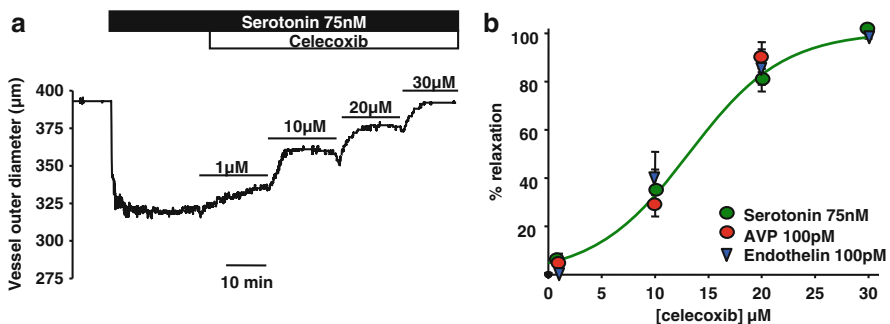 a
Serotonin 75nM
Celecoxib
Vessel outer diameter (μm)
400
375
350
325
300
275
1μM
10μM
20μM
30μM
10 min
b
% relaxation
100
80
60
40
20
0
5
10
15
20
25
30
[celecoxib] μM
Serotonin 75nM
AVP 100pM
Endothelin 100pM